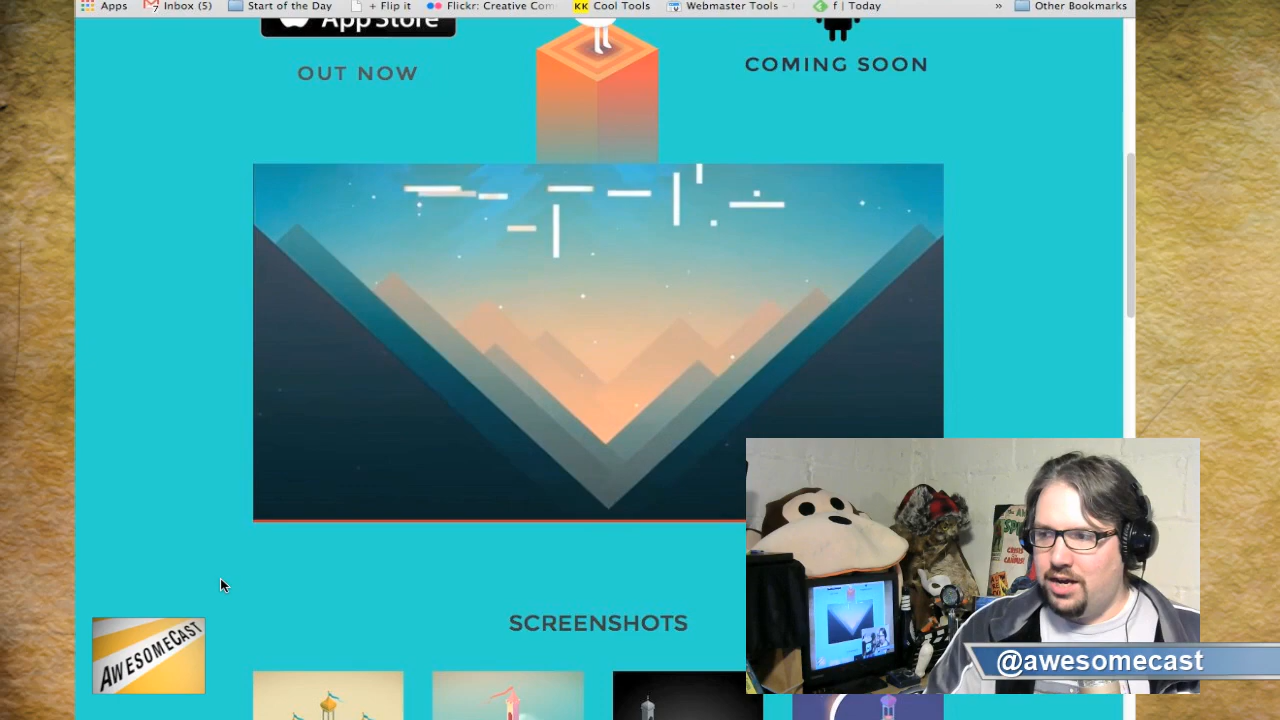 Apps Inbox (5) Start of the Day + Flip it Flickr: Creative Com KK Cool Tools Webmaster Tools – f | Today » Other Bookmarks
App Store
OUT NOW
COMING SOON
SCREENSHOTS
AWESOMECAST
@awesomecast